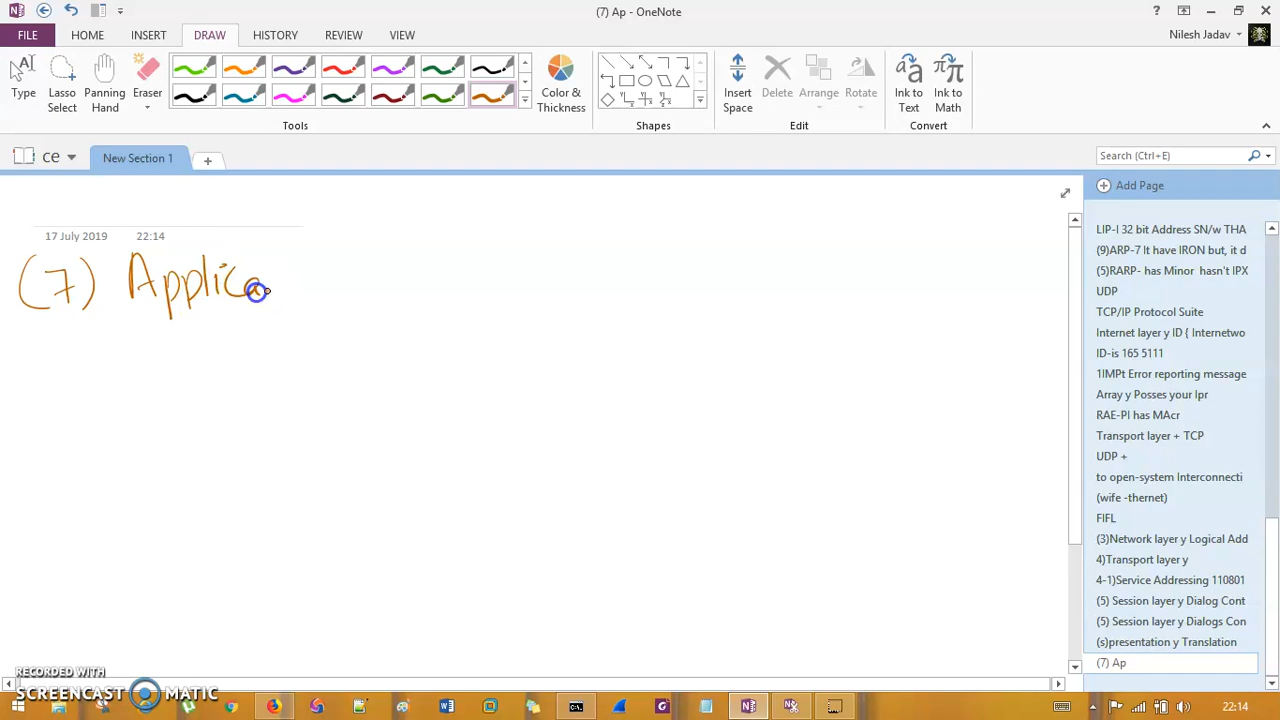 (7) Ap - OneNote
?
FILE HOME INSERT DRAW HISTORY REVIEW VIEW
Nilesh Jadav
Type
Lasso Select
Panning Hand
Eraser
Color & Thickness
Insert Space
Delete
Arrange
Rotate
Ink to Text
Ink to Math
Tools
Shapes
Edit
Convert
ce
New Section 1
Search (Ctrl+E)
17 July 2019 22:14
(7) Applica
Add Page
LIP-I 32 bit Address SN/w THA
(9)ARP-7 It have IRON but, it d
(5)RARP- has Minor hasn't IPX
UDP
TCP/IP Protocol Suite
Internet layer y ID { Internetwo
ID-is 165 5111
1IMPt Error reporting message
Array y Posses your Ipr
RAE-PI has MAcr
Transport layer + TCP
UDP +
to open-system Interconnecti
(wife -thernet)
FIFL
(3)Network layer y Logical Add
4)Transport layer y
4-1)Service Addressing 110801
(5) Session layer y Dialog Cont
(5) Session layer y Dialogs Con
(s)presentation y Translation
(7) Ap
RECORDED WITH
SCREENCAST MATIC
22:14